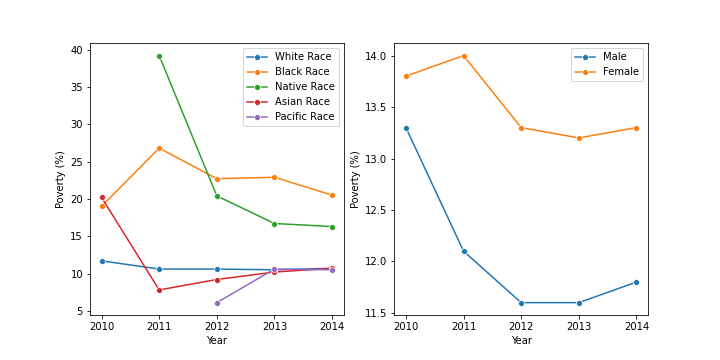 40
35
30
25
20
15
10
5
Poverty (%)
2010 2011 2012 2013 2014
Year
White Race
Black Race
Native Race
Asian Race
Pacific Race
14.0
13.5
13.0
12.5
12.0
11.5
Poverty (%)
2010 2011 2012 2013 2014
Year
Male
Female